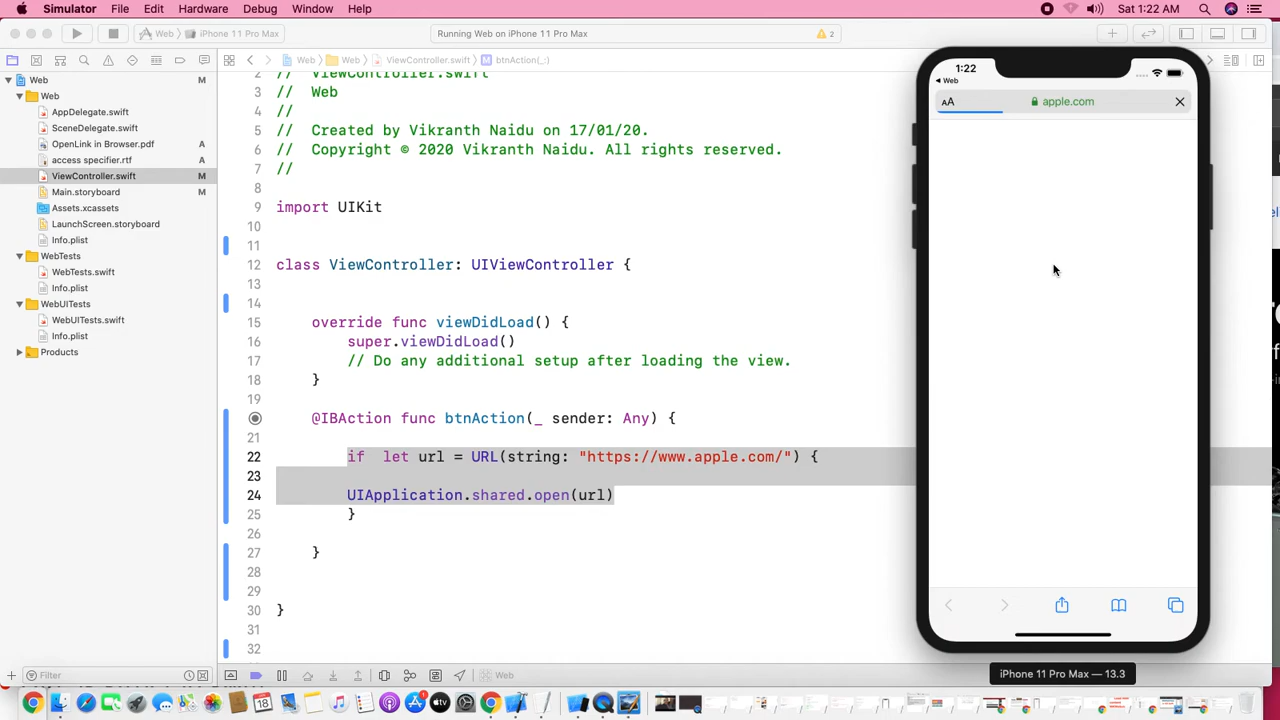 Simulator File Edit Hardware Debug Window Help Sat 1:22 AM
Web iPhone 11 Pro Max Running Web on iPhone 11 Pro Max 2
Web Web ViewController.swift btnAction(_:)
Web M
Web
AppDelegate.swift
SceneDelegate.swift
OpenLink in Browser.pdf A
access specifier.rtf A
ViewController.swift M
Main.storyboard M
Assets.xcassets
LaunchScreen.storyboard
Info.plist
WebTests
WebTests.swift
Info.plist
WebUITests
WebUITests.swift
Info.plist
Products
Filter
2 // ViewController.swift
3 // Web
4 //
5 // Created by Vikranth Naidu on 17/01/20.
6 // Copyright © 2020 Vikranth Naidu. All rights reserved.
7 //
8
9 import UIKit
10
11
12 class ViewController: UIViewController {
13
14
15 override func viewDidLoad() {
16 super.viewDidLoad()
17 // Do any additional setup after loading the view.
18 }
19
@IBAction func btnAction(_ sender: Any) {
21
22 if let url = URL(string: "https://www.apple.com/") {
23
24 UIApplication.shared.open(url)
25 }
26
27 }
28
29
30 }
31
32
Web
1:22
Web
AA apple.com
iPhone 11 Pro Max — 13.3